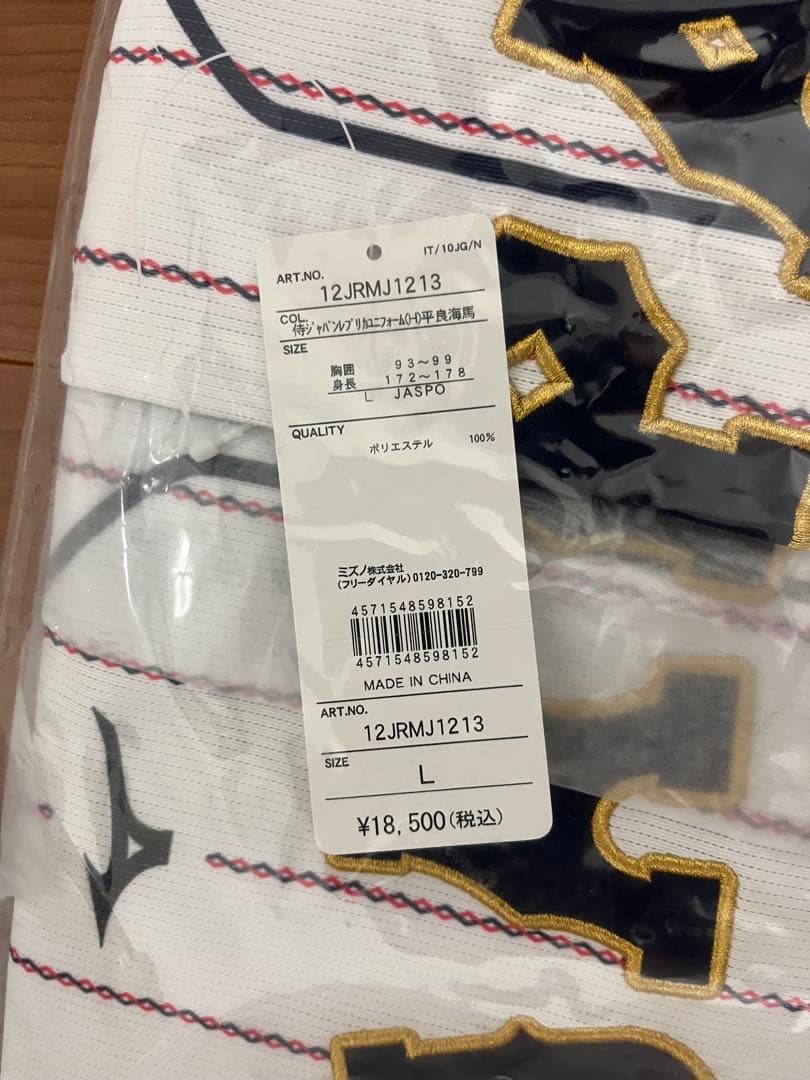 IT/10JG/N
ART.NO.
12JRMJ1213
COL.
侍ジャパンレプリカユニフォーム(H)平良海馬
SIZE
胸囲 93～99
身長 172～178
L JASPO
QUALITY
ポリエステル 100%
ミズノ株式会社
(フリーダイヤル)0120-320-799
4571548598152
4571548598152
MADE IN CHINA
ART.NO.
12JRMJ1213
SIZE
L
¥18,500(税込)